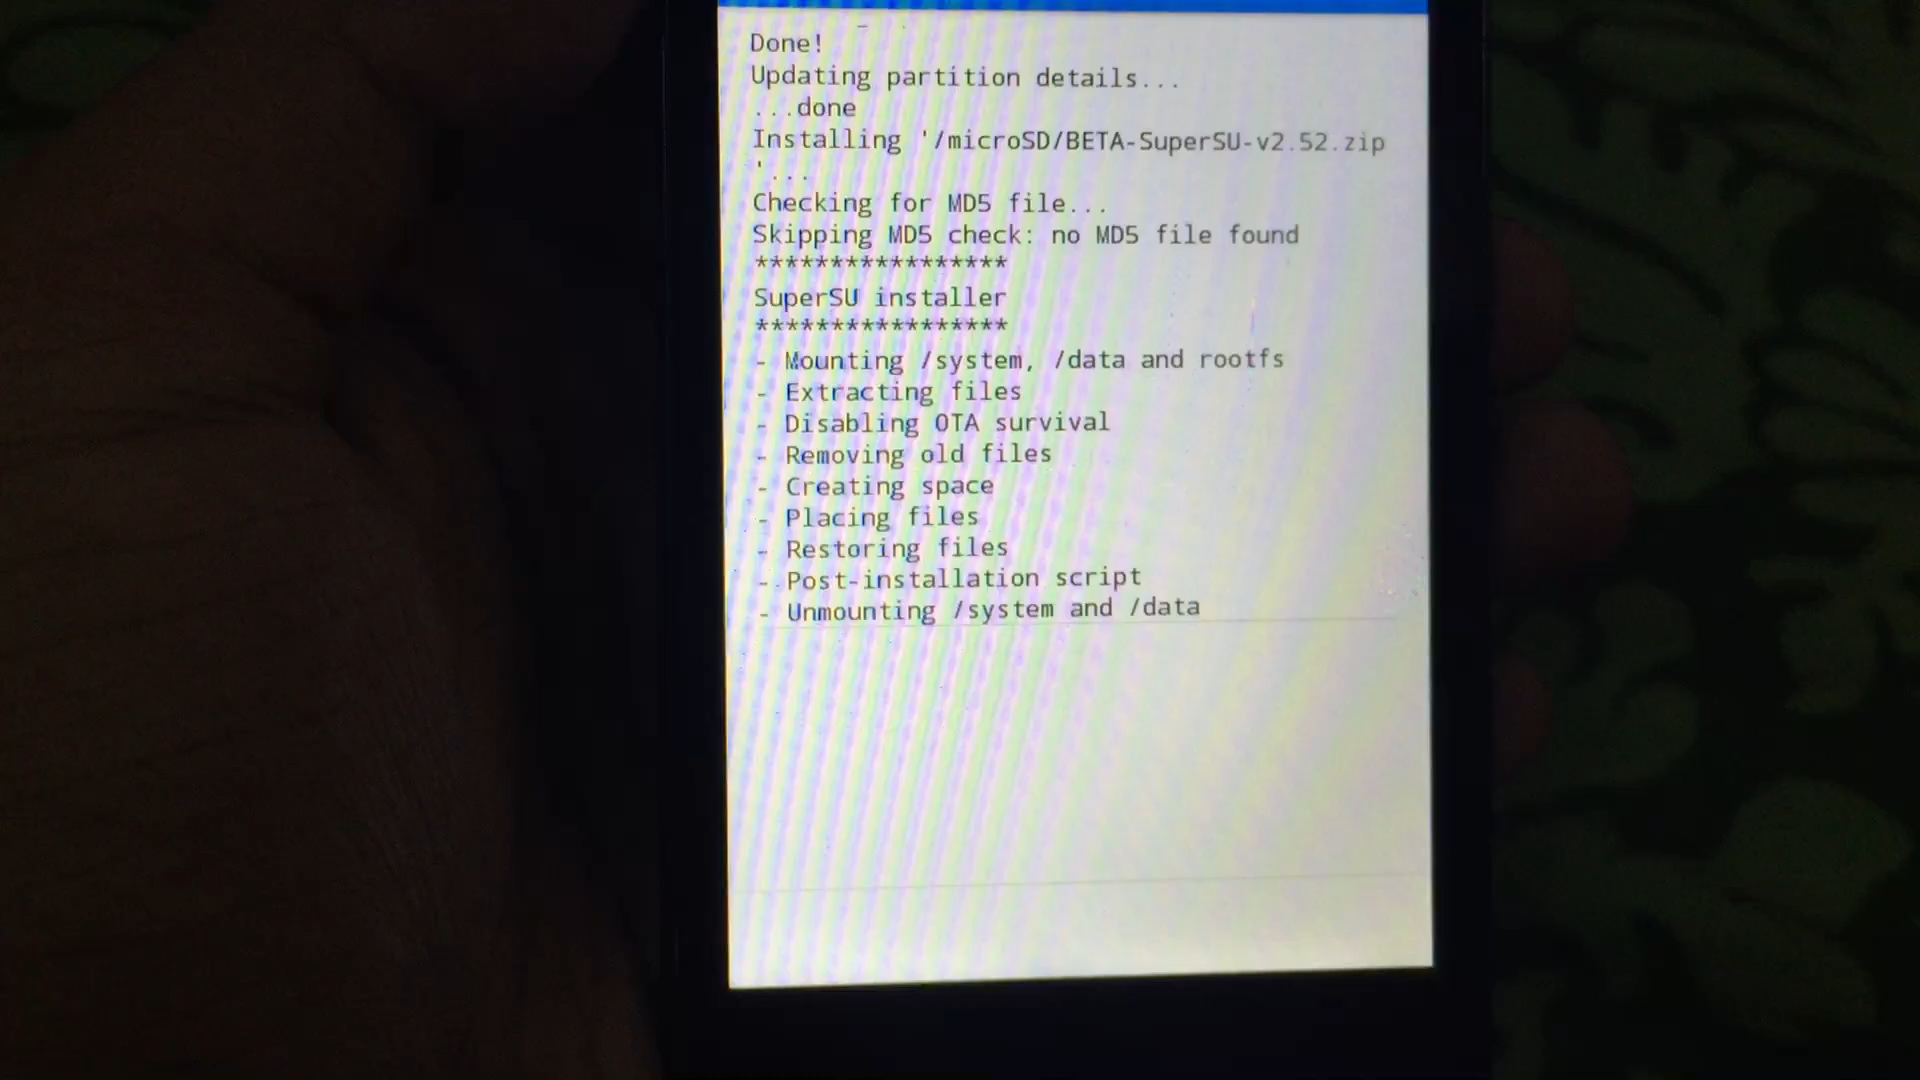 Done!
Updating partition details...
...done
Installing '/microSD/BETA-SuperSU-v2.52.zip
'...
Checking for MD5 file...
Skipping MD5 check: no MD5 file found
*****************
SuperSU installer
*****************
- Mounting /system, /data and rootfs
- Extracting files
- Disabling OTA survival
- Removing old files
- Creating space
- Placing files
- Restoring files
- Post-installation script
- Unmounting /system and /data